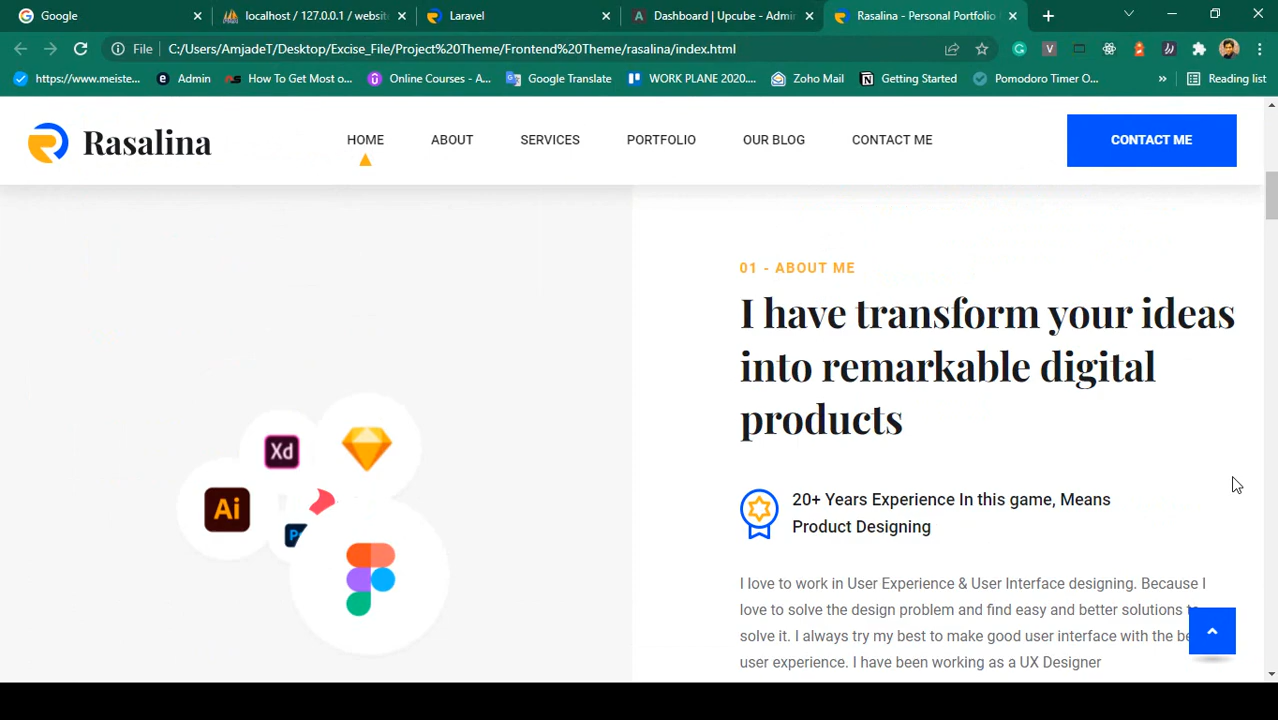 Google
localhost / 127.0.0.1 / websit
Laravel
Dashboard | Upcube - Admi
Rasalina - Personal Portfolio
File
C:/Users/AmjadeT/Desktop/Excise_File/Project%20Theme/Frontend%20Theme/rasalina/index.html
https://www.meiste...
Admin
How To Get Most o...
Online Courses - A...
Google Translate
WORK PLANE 2020....
Zoho Mail
Getting Started
Pomodoro Timer O...
Reading list
Rasalina
HOME
ABOUT
SERVICES
PORTFOLIO
OUR BLOG
CONTACT ME
CONTACT ME
01 - ABOUT ME
I have transform your ideas
into remarkable digital
products
Xd
Ai
20+ Years Experience In this game, Means
Product Designing
I love to work in User Experience & User Interface designing. Because I
love to solve the design problem and find easy and better solutions to
solve it. I always try my best to make good user interface with the be
user experience. I have been working as a UX Designer